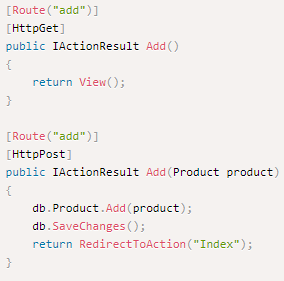 [Route("add")]
[HttpGet]
public IActionResult Add()
{
    return View();
}

[Route("add")]
[HttpPost]
public IActionResult Add(Product product)
{
    db.Product.Add(product);
    db.SaveChanges();
    return RedirectToAction("Index");
}